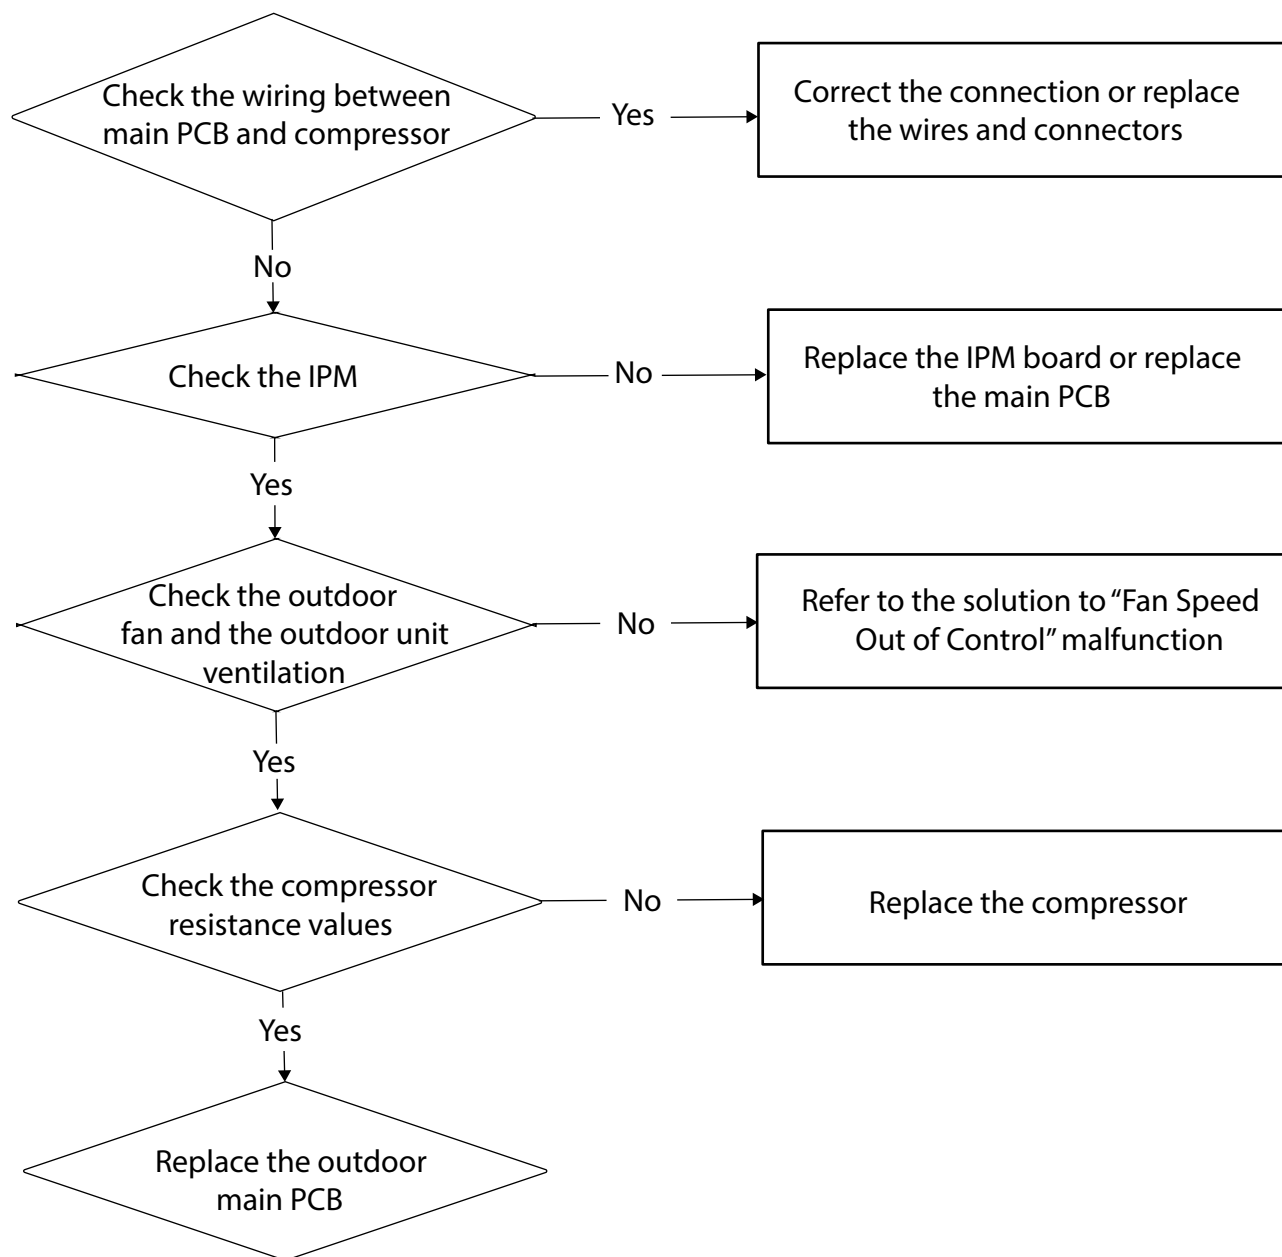 Check the wiring between
main PCB and compressor
Yes
Correct the connection or replace
the wires and connectors
No
Check the IPM
No
Replace the IPM board or replace
the main PCB
Yes
Check the outdoor
fan and the outdoor unit
ventilation
No
Refer to the solution to “Fan Speed
Out of Control” malfunction
Yes
Check the compressor
resistance values
No
Replace the compressor
Yes
Replace the outdoor
main PCB